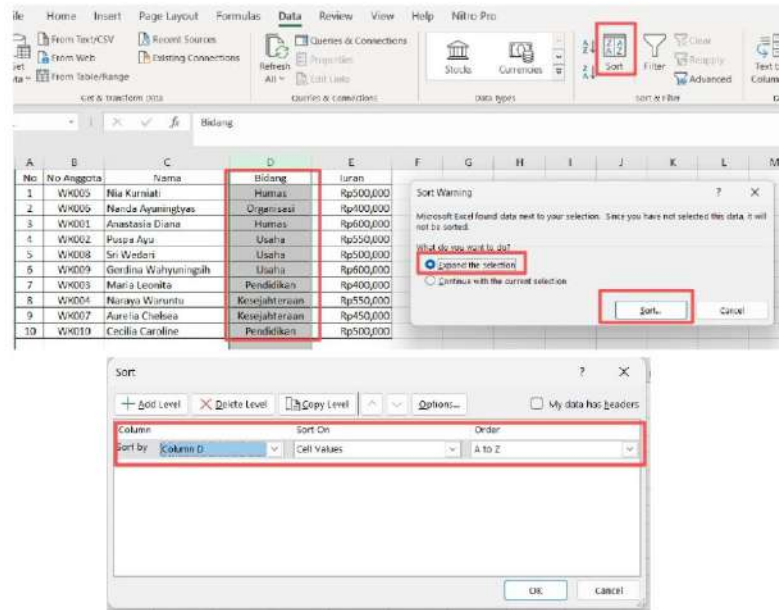 ile Home Insert Page Layout Formulas Data Review View Help Nitro Pro
From Text/CSV Recent Sources
From Web Existing Connections
From Table/Range
Get & Transform Data
Refresh All
Queries & Connections
Properties
Edit Links
Queries & Connections
Stocks Currencies
Data Types
Sort Filter
Clear
Reapply
Advanced
Sort & Filter
Text t
Colum
fx Bidang
A B C D E F G H I J K L M
No No Anggota Nama Bidang Iuran
1 WK005 Nia Kurniati Humas Rp500,000
2 WK006 Nanda Ayuningtyas Organisasi Rp400,000
3 WK001 Anastasia Diana Humas Rp600,000
4 WK002 Puspa Ayu Usaha Rp550,000
5 WK008 Sri Wedari Usaha Rp500,000
6 WK009 Gerdina Wahyuningsih Usaha Rp600,000
7 WK003 Maria Leonita Pendidikan Rp400,000
8 WK004 Naraya Waruntu Kesejahteraan Rp550,000
9 WK007 Aurelia Chelsea Kesejahteraan Rp450,000
10 WK010 Cecilia Caroline Pendidikan Rp500,000
Sort Warning ? X
Microsoft Excel found data next to your selection. Since you have not selected this data, it will
not be sorted.
What do you want to do?
Expand the selection
Continue with the current selection
Sort... Cancel
Sort ? X
Add Level Delete Level Copy Level Options... My data has headers
Column Sort On Order
Sort by Column D Cell Values A to Z
OK Cancel